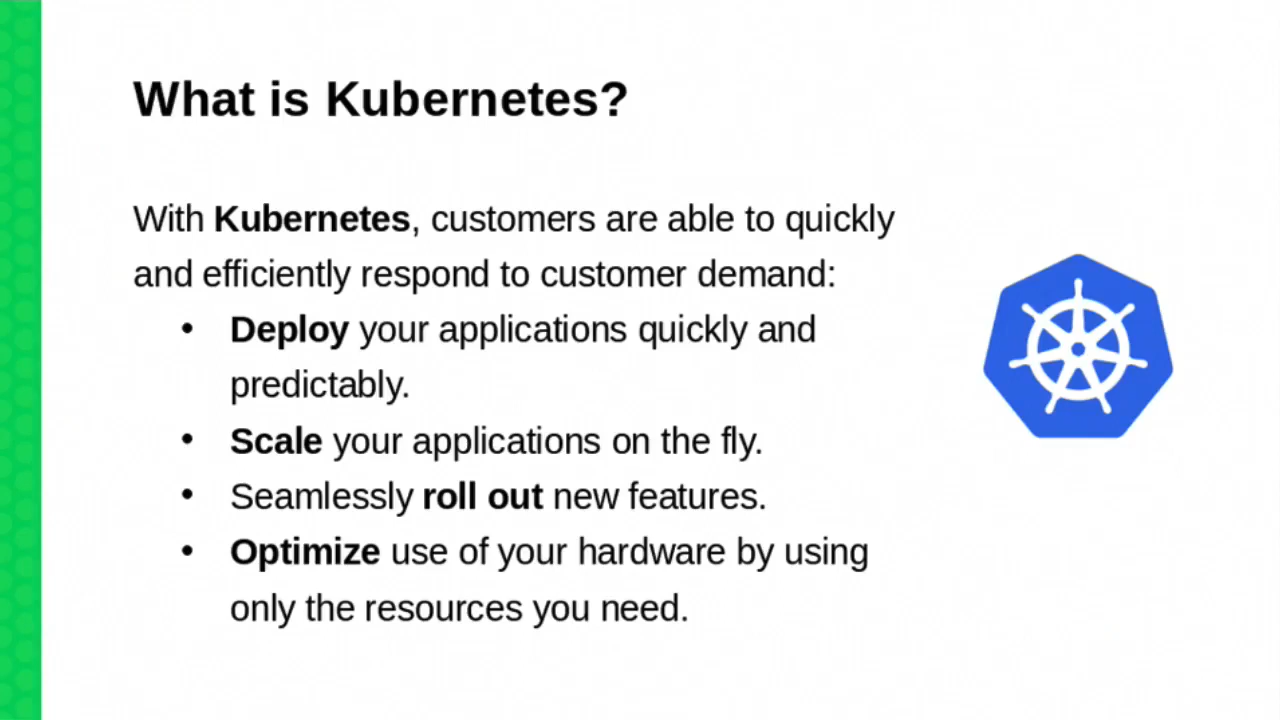 What is Kubernetes?
With Kubernetes, customers are able to quickly
and efficiently respond to customer demand:
• Deploy your applications quickly and
predictably.
• Scale your applications on the fly.
• Seamlessly roll out new features.
• Optimize use of your hardware by using
only the resources you need.